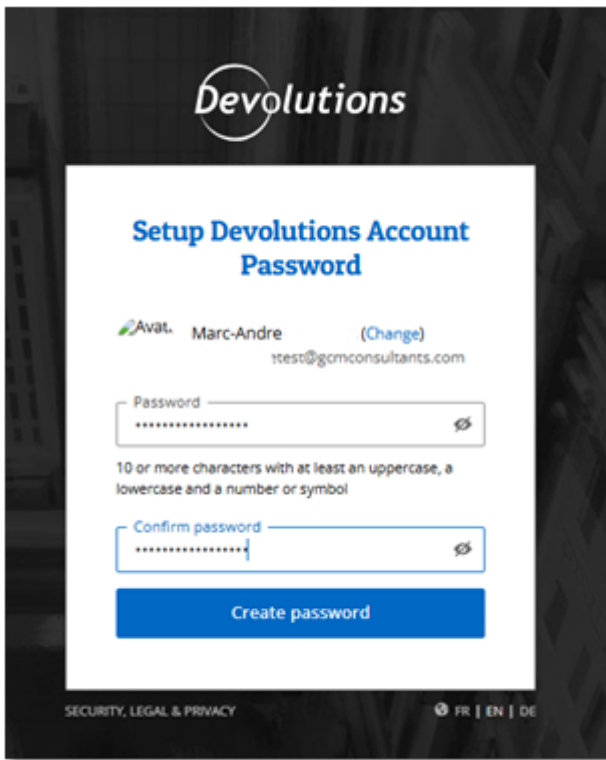 Devolutions
Setup Devolutions Account
Password
Avat.
Marc-Andre (Change)
test@gcmconsultants.com
Password
•••••••••••••••••
10 or more characters with at least an uppercase, a
lowercase and a number or symbol
Confirm password
•••••••••••••••••
Create password
SECURITY, LEGAL & PRIVACY FR | EN | DE